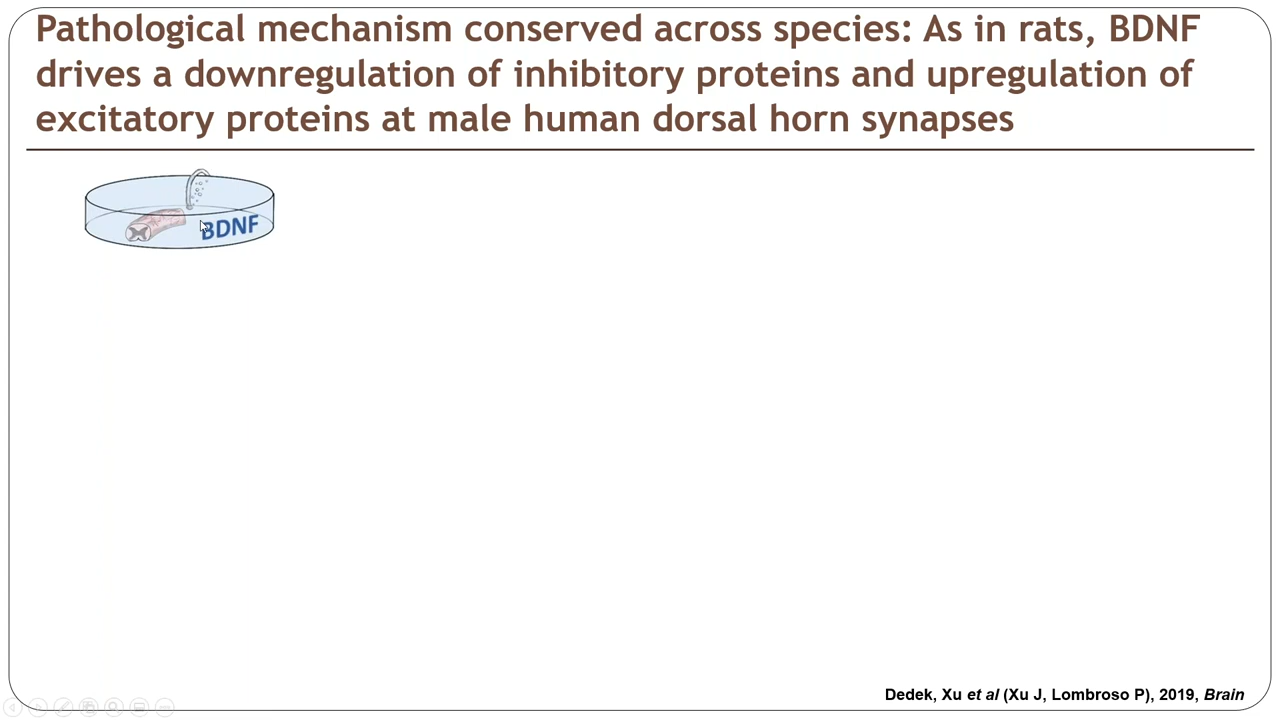 Pathological mechanism conserved across species: As in rats, BDNF
drives a downregulation of inhibitory proteins and upregulation of
excitatory proteins at male human dorsal horn synapses
BDNF
Dedek, Xu et al (Xu J, Lombroso P), 2019, Brain